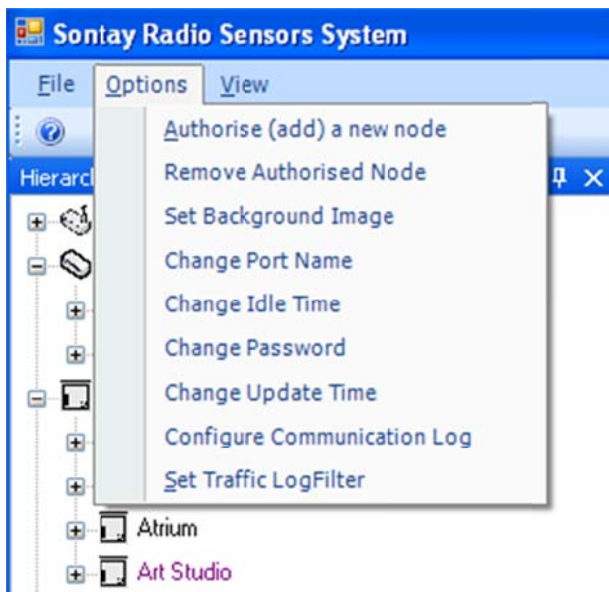 Sontay Radio Sensors System
File Options View
Authorise (add) a new node
Hierarc
Remove Authorised Node
Set Background Image
Change Port Name
Change Idle Time
Change Password
Change Update Time
Configure Communication Log
Set Traffic LogFilter
Atrium
Art Studio